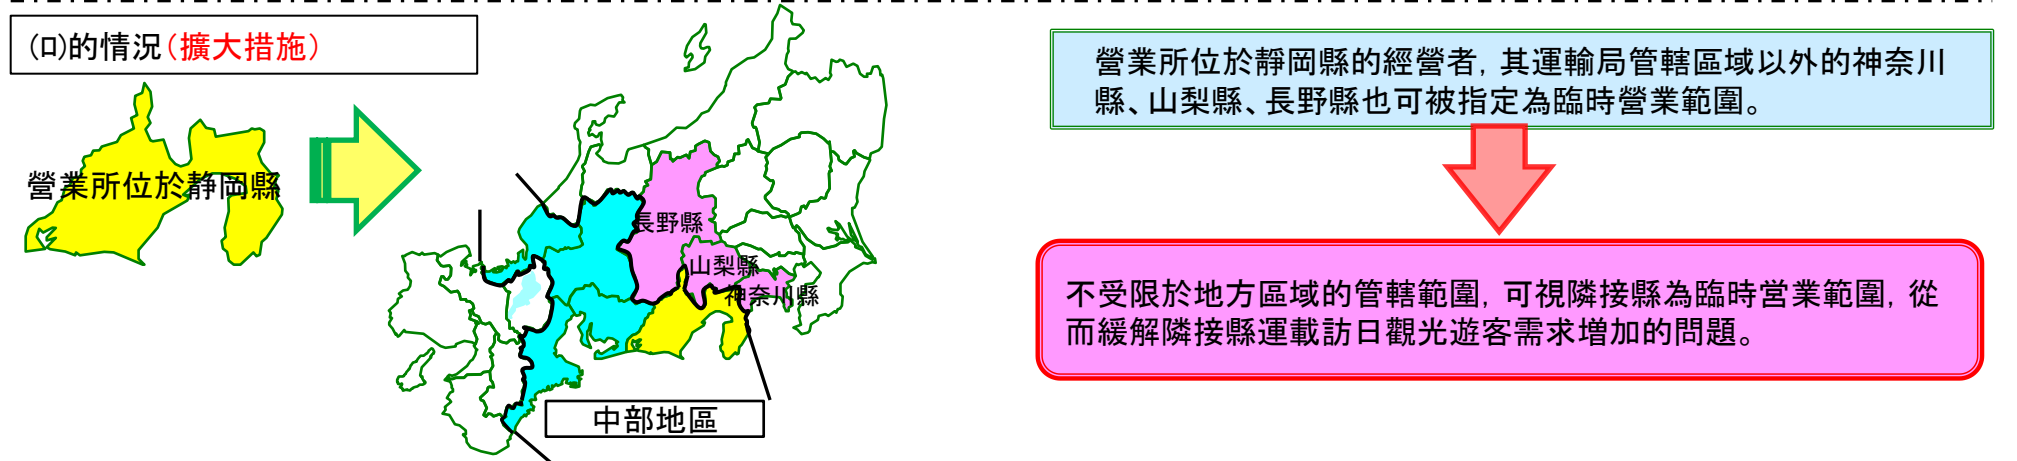 (ロ)的情況(擴大措施)
營業所位於靜岡縣
長野縣
山梨縣
神奈川縣
中部地區
營業所位於靜岡縣的經營者, 其運輸局管轄區域以外的神奈川
縣、山梨縣、長野縣也可被指定為臨時營業範圍。
不受限於地方區域的管轄範圍, 可視隣接縣為臨時営業範圍, 從
而緩解隣接縣運載訪日觀光遊客需求增加的問題。